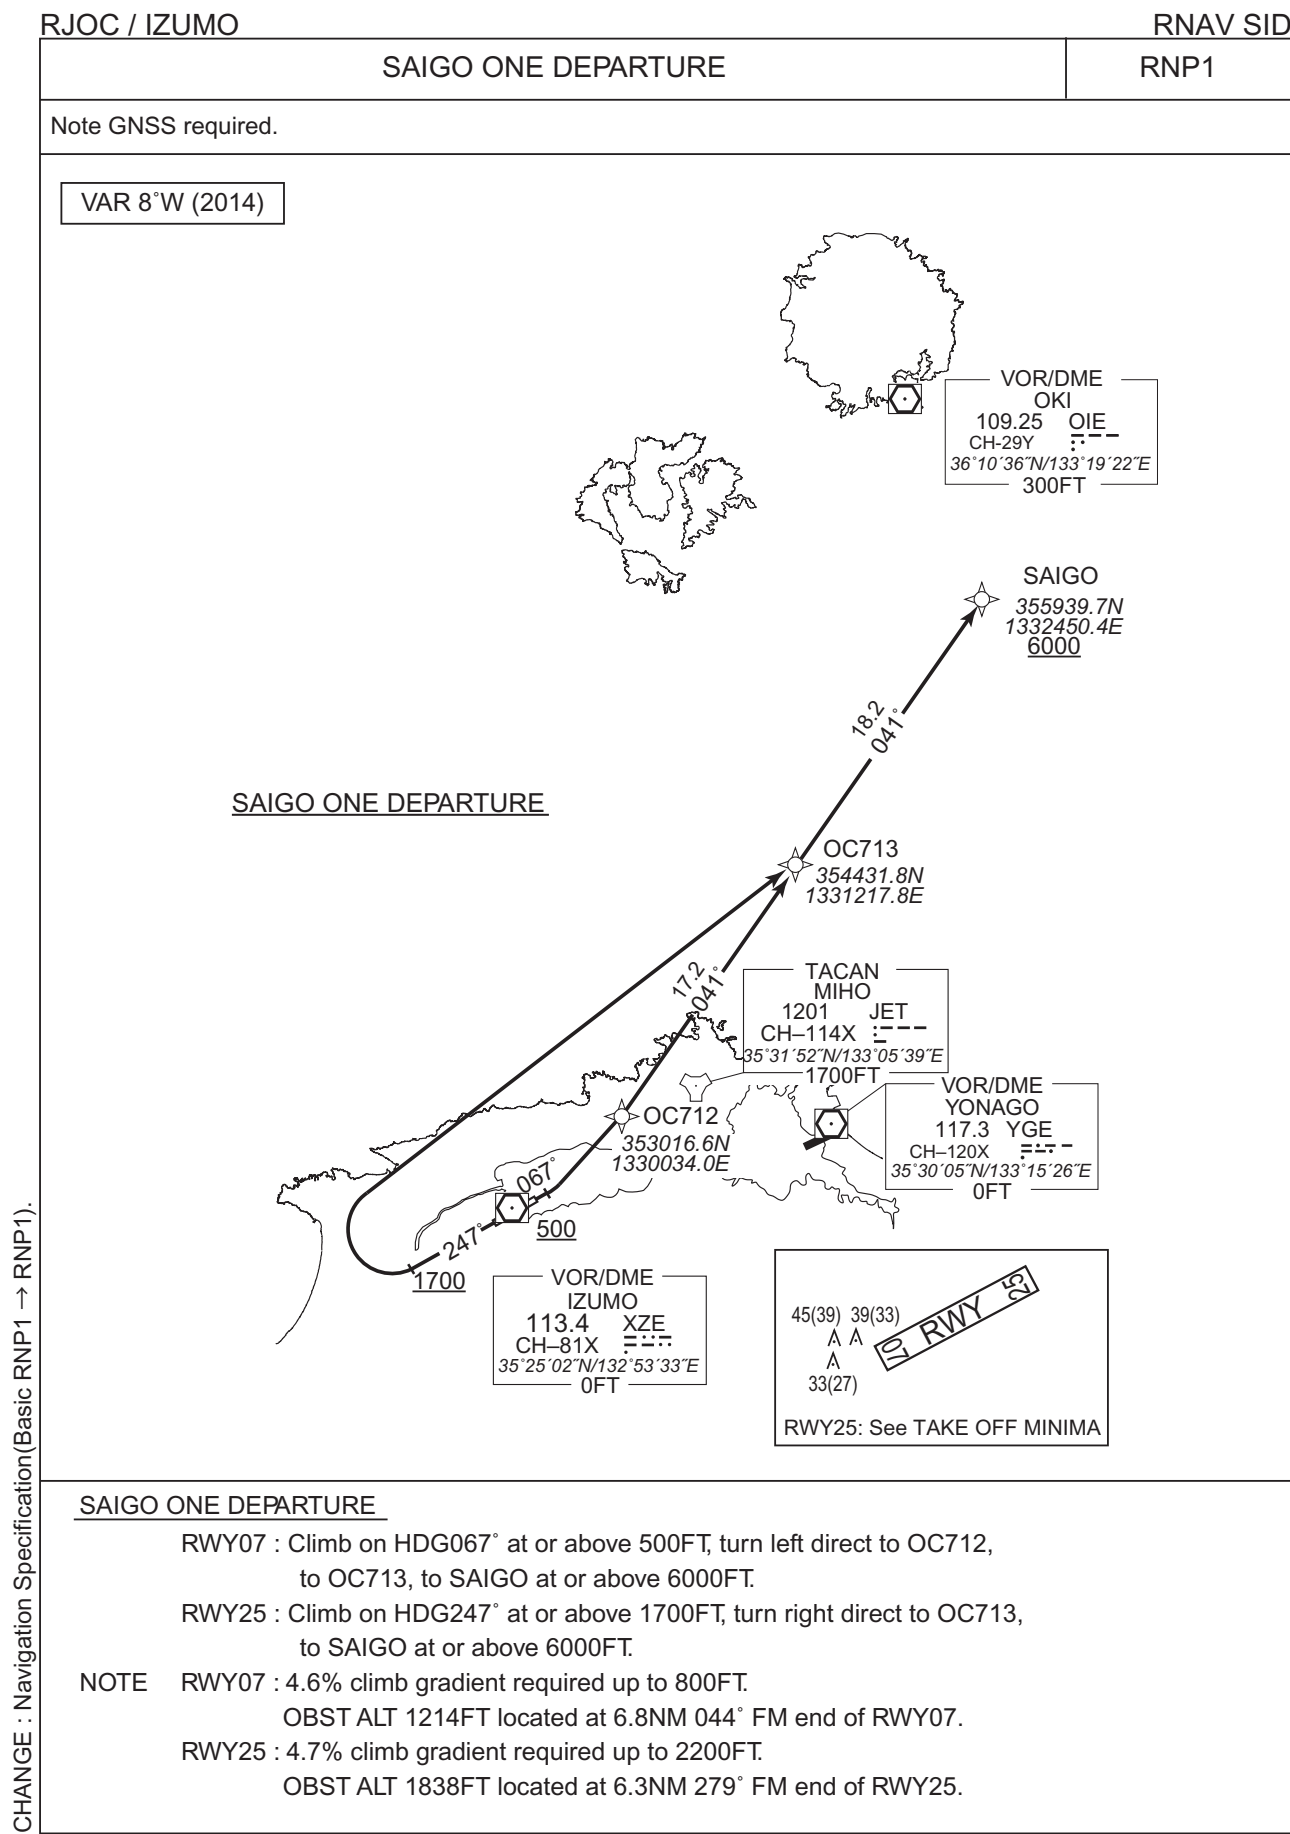 RJOC / IZUMO
RNAV SID
SAIGO ONE DEPARTURE
RNP1
Note GNSS required.
VAR 8˚W (2014)
VOR/DME
OKI
109.25 OIE
CH-29Y
36˚10´36˝N/133˚19´22˝E
300FT
SAIGO
355939.7N
1332450.4E
6000
18.2
041˚
SAIGO ONE DEPARTURE
OC713
354431.8N
1331217.8E
17.2
041˚
TACAN
MIHO
1201 JET
CH–114X
35˚31´52˝N/133˚05´39˝E
1700FT
VOR/DME
YONAGO
117.3 YGE
CH–120X
35˚30´05˝N/133˚15´26˝E
0FT
OC712
353016.6N
1330034.0E
067˚
500
247˚
1700
VOR/DME
IZUMO
113.4 XZE
CH–81X
35˚25´02˝N/132˚53´33˝E
0FT
45(39) 39(33)
33(27)
07 RWY 25
RWY25: See TAKE OFF MINIMA
SAIGO ONE DEPARTURE
RWY07 : Climb on HDG067˚ at or above 500FT, turn left direct to OC712,
to OC713, to SAIGO at or above 6000FT.
RWY25 : Climb on HDG247˚ at or above 1700FT, turn right direct to OC713,
to SAIGO at or above 6000FT.
NOTE RWY07 : 4.6% climb gradient required up to 800FT.
OBST ALT 1214FT located at 6.8NM 044˚ FM end of RWY07.
RWY25 : 4.7% climb gradient required up to 2200FT.
OBST ALT 1838FT located at 6.3NM 279˚ FM end of RWY25.
CHANGE : Navigation Specification(Basic RNP1 → RNP1).